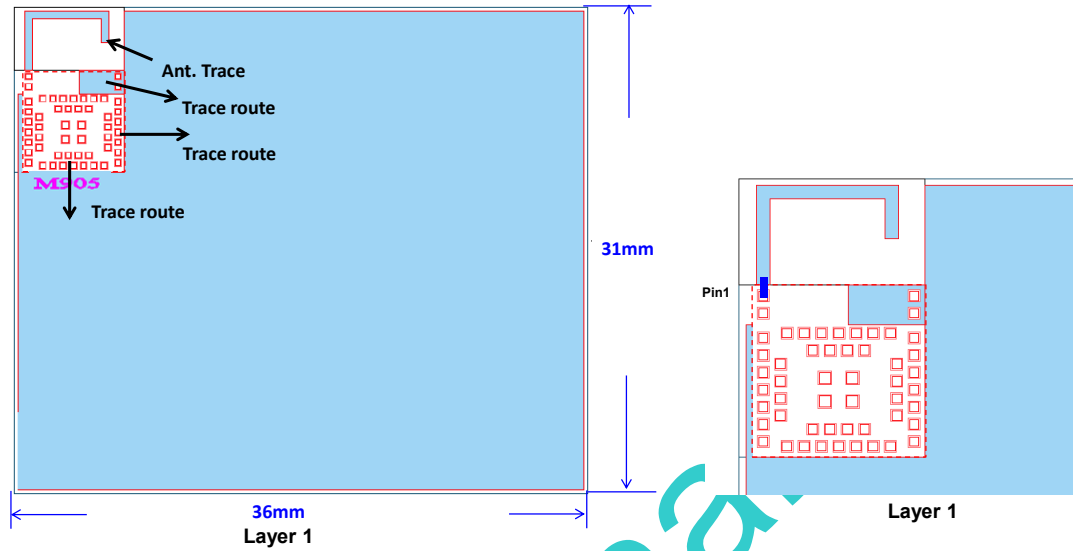 Ant. Trace
Trace route
Trace route
M905
Trace route
31mm
36mm
Layer 1
Pin1
Layer 1